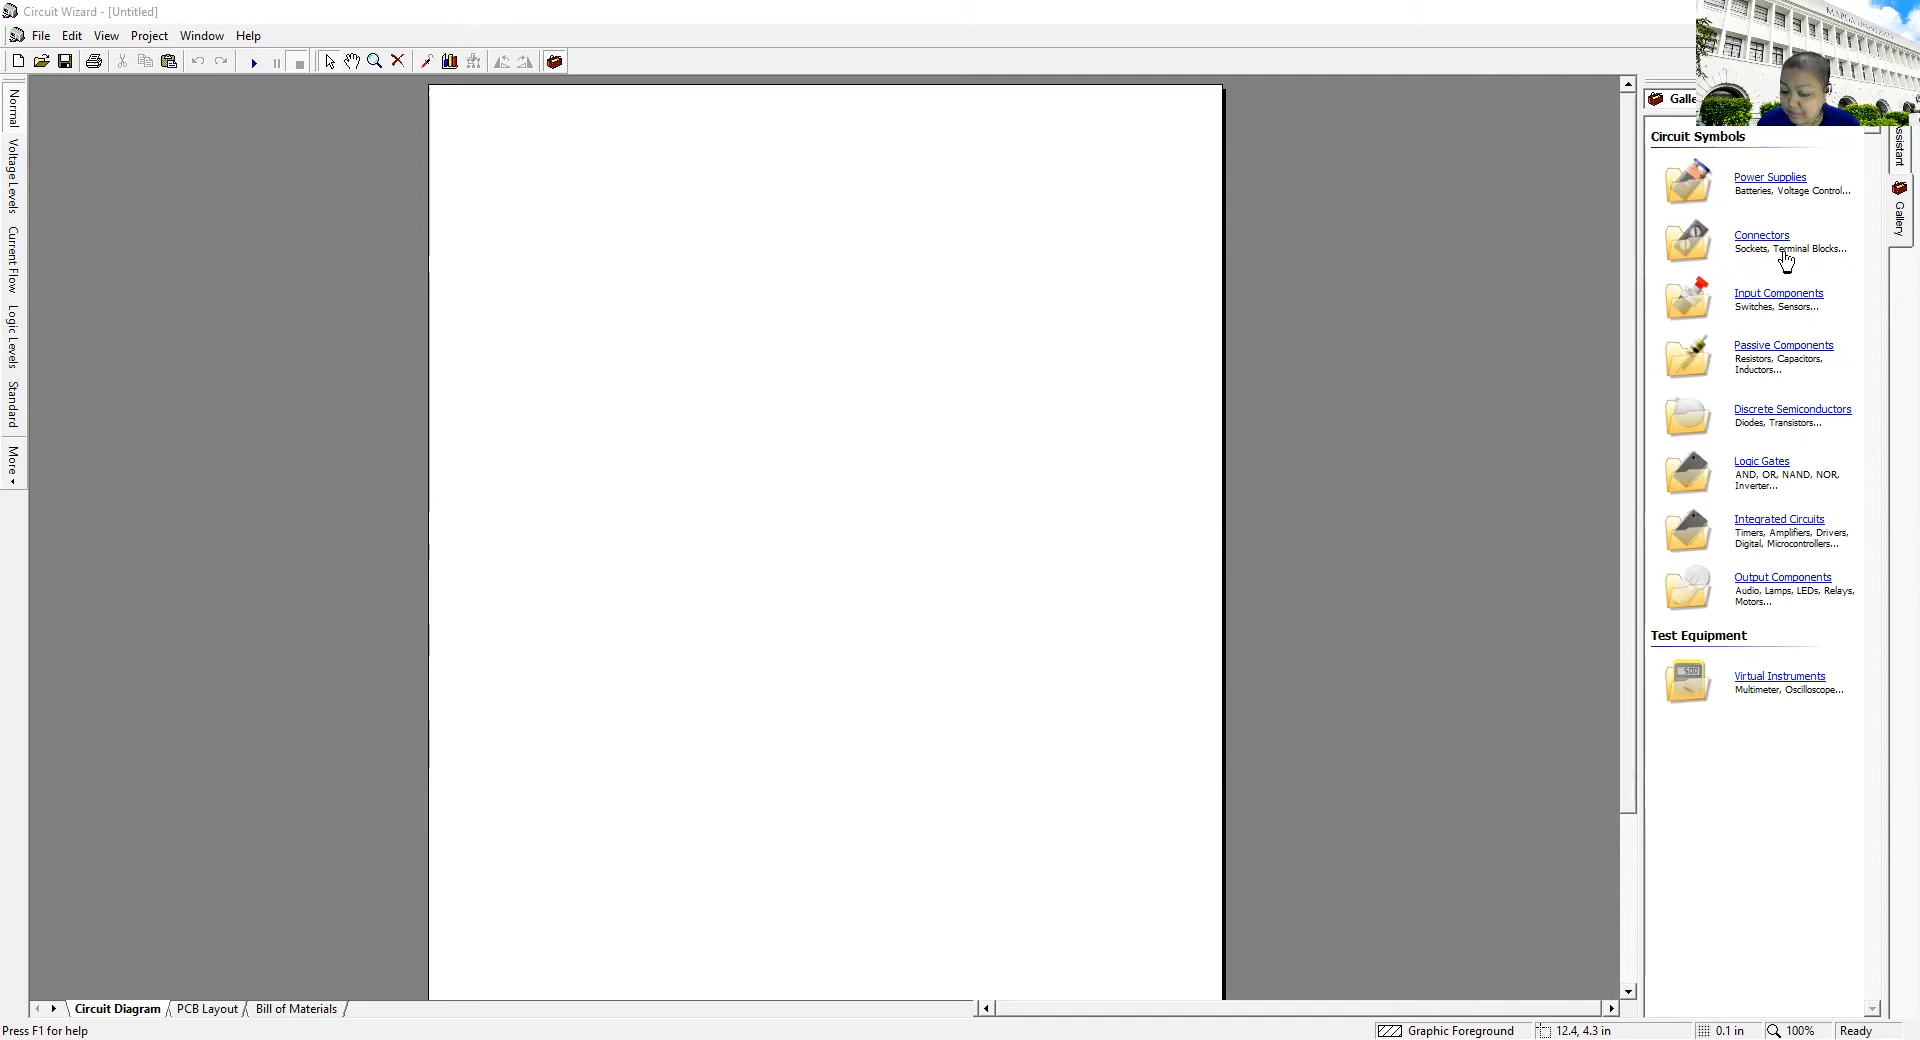 Circuit Wizard - [Untitled]
File Edit View Project Window Help
Normal
Voltage Levels
Current Flow
Logic Levels
Standard
More
Circuit Symbols
Power Supplies
Batteries, Voltage Control...
Connectors
Sockets, Terminal Blocks...
Input Components
Switches, Sensors...
Passive Components
Resistors, Capacitors,
Inductors...
Discrete Semiconductors
Diodes, Transistors...
Logic Gates
AND, OR, NAND, NOR,
Inverter...
Integrated Circuits
Timers, Amplifiers, Drivers,
Digital, Microcontrollers...
Output Components
Audio, Lamps, LEDs, Relays,
Motors...
Test Equipment
500
Virtual Instruments
Multimeter, Oscilloscope...
Gallery
Circuit Diagram PCB Layout Bill of Materials
Press F1 for help
Graphic Foreground 12.4, 4.3 in 0.1 in 100% Ready